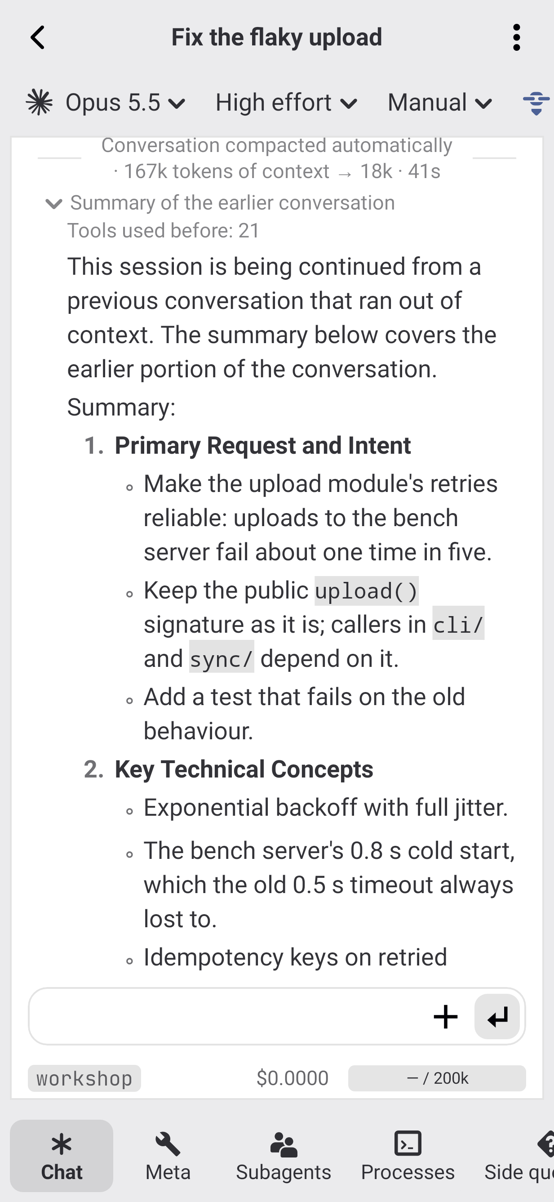 Fix the flaky upload
Opus 5.5 High effort Manual
Conversation compacted automatically
· 167k tokens of context → 18k · 41s
Summary of the earlier conversation
Tools used before: 21
This session is being continued from a
previous conversation that ran out of
context. The summary below covers the
earlier portion of the conversation.
Summary:
1. Primary Request and Intent
◦ Make the upload module's retries
reliable: uploads to the bench
server fail about one time in five.
◦ Keep the public upload()
signature as it is; callers in cli/
and sync/ depend on it.
◦ Add a test that fails on the old
behaviour.
2. Key Technical Concepts
◦ Exponential backoff with full jitter.
◦ The bench server's 0.8 s cold start,
which the old 0.5 s timeout always
lost to.
◦ Idempotency keys on retried
workshop $0.0000 – / 200k
Chat Meta Subagents Processes Side qu